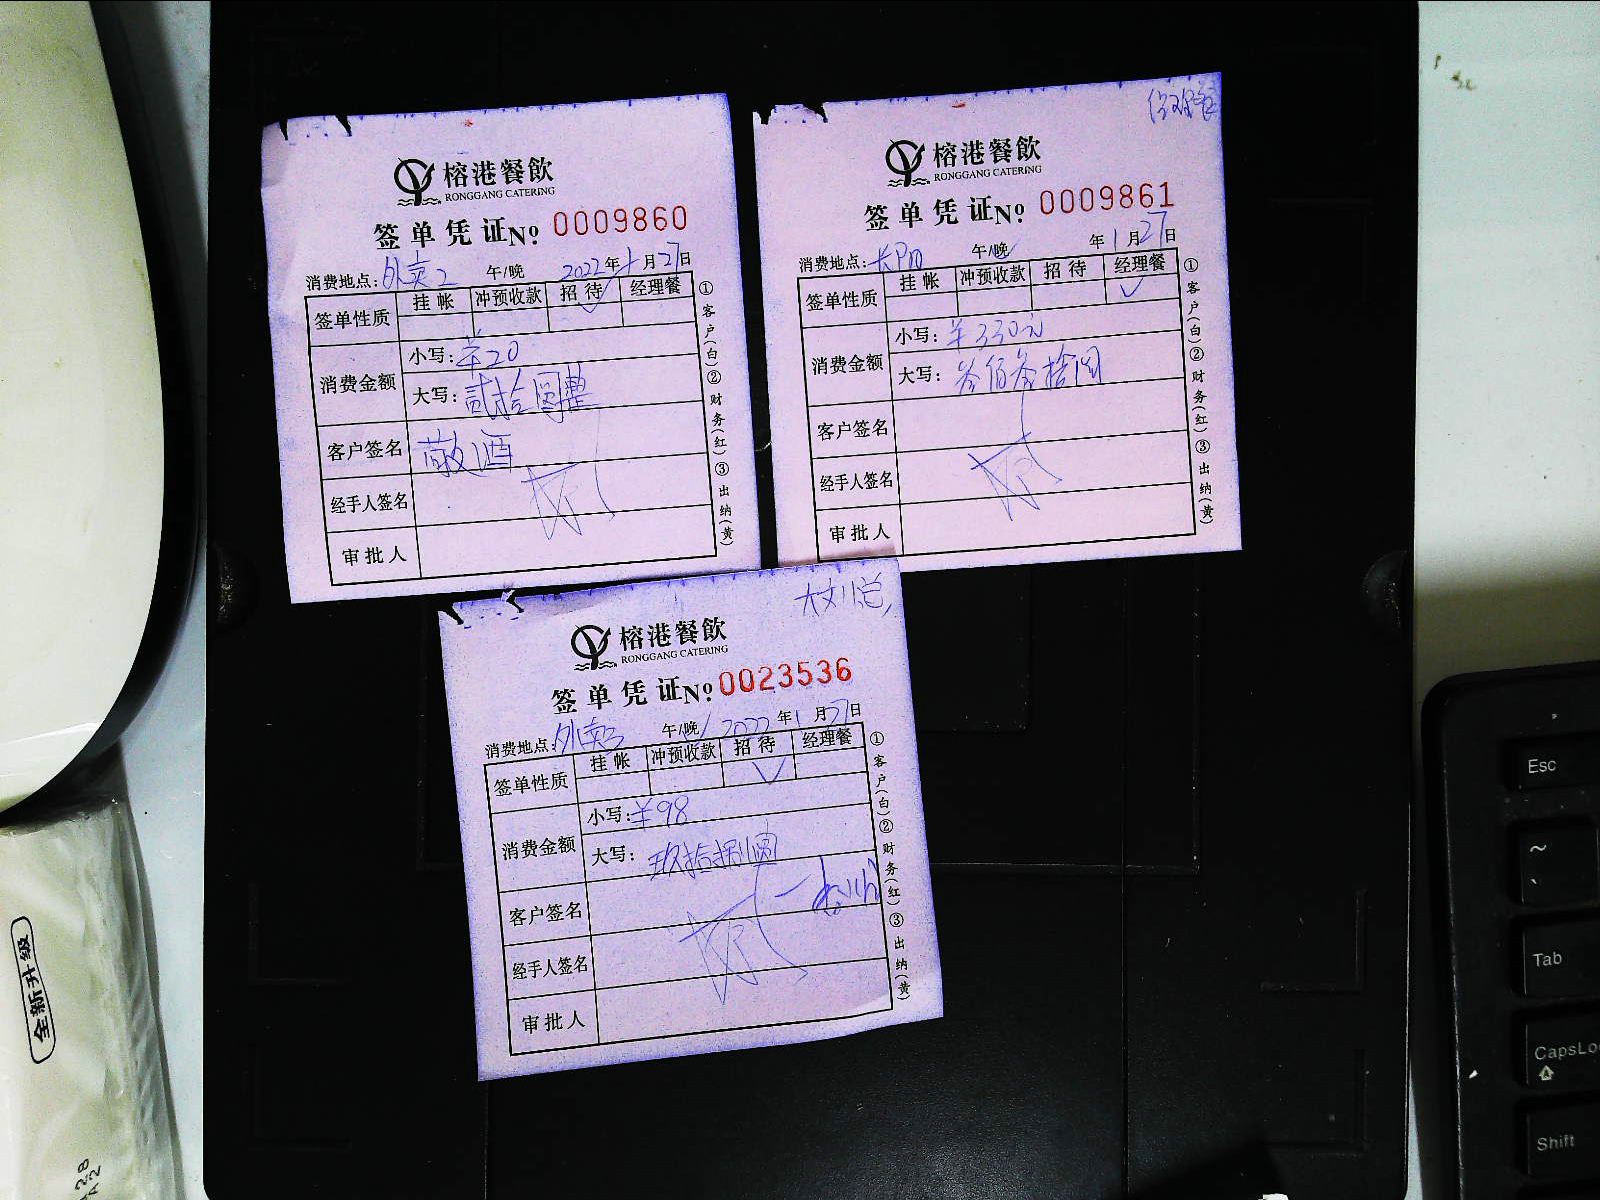 榕港餐飲
RONGGANG CATERING
签单凭证No 0009860
消费地点:外卖2 午/晚 2022年1月27日
签单性质 挂帐 冲预收款 招待 经理餐
✓
消费金额 小写:¥20
大写:贰拾圆整
客户签名 敬酒
经手人签名
审批人
①客户(白)②财务(红)③出纳(黄)
榕港餐飲
RONGGANG CATERING
签单凭证No 0009861
消费地点: 午/晚 年1月27日
签单性质 挂帐 冲预收款 招待 经理餐
✓
消费金额 小写:¥330元
大写:叁佰叁拾圆
客户签名
经手人签名
审批人
①客户(白)②财务(红)③出纳(黄)
榕港餐飲
RONGGANG CATERING
签单凭证No 0023536
消费地点:外卖3 午/晚 2022年1月27日
签单性质 挂帐 冲预收款 招待 经理餐
✓
消费金额 小写:¥98
大写:玖拾捌圆
客户签名
经手人签名
审批人
①客户(白)②财务(红)③出纳(黄)
全新升级
Esc
~
、
Tab
CapsLo
Shift